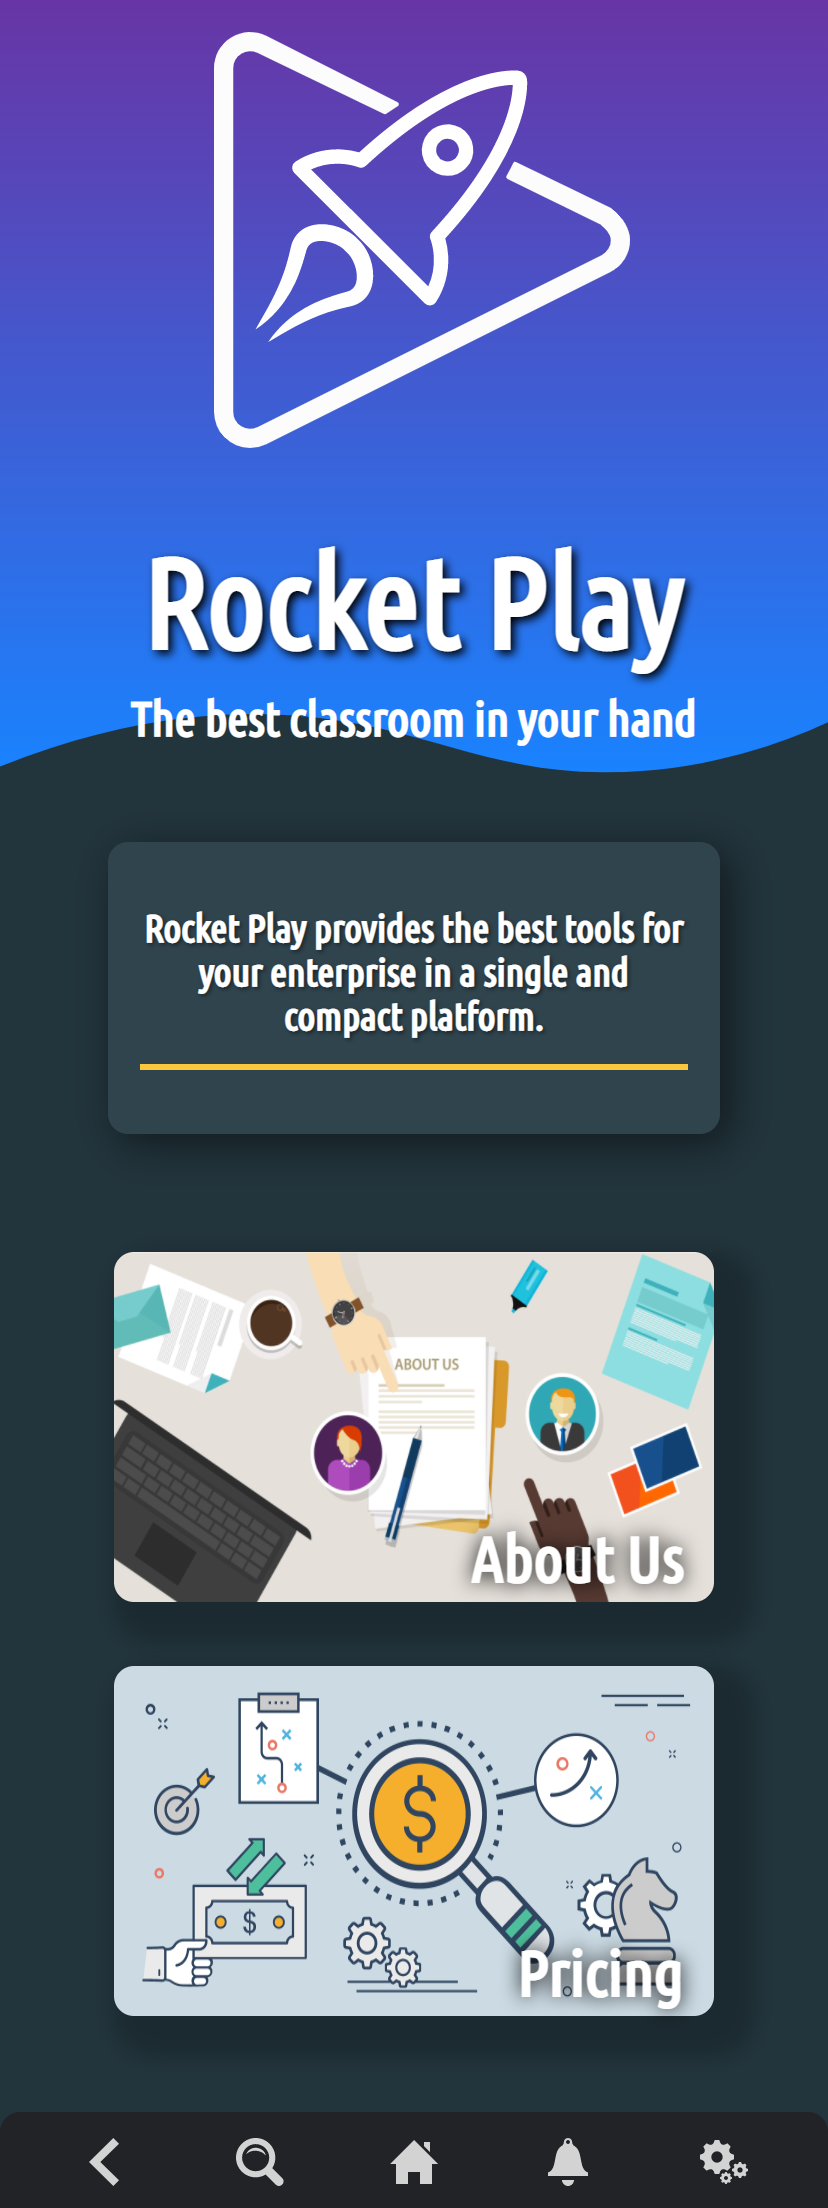 Rocket Play
The best classroom in your hand
Rocket Play provides the best tools for
your enterprise in a single and
compact platform.
ABOUT US
About Us
$
$
Pricing